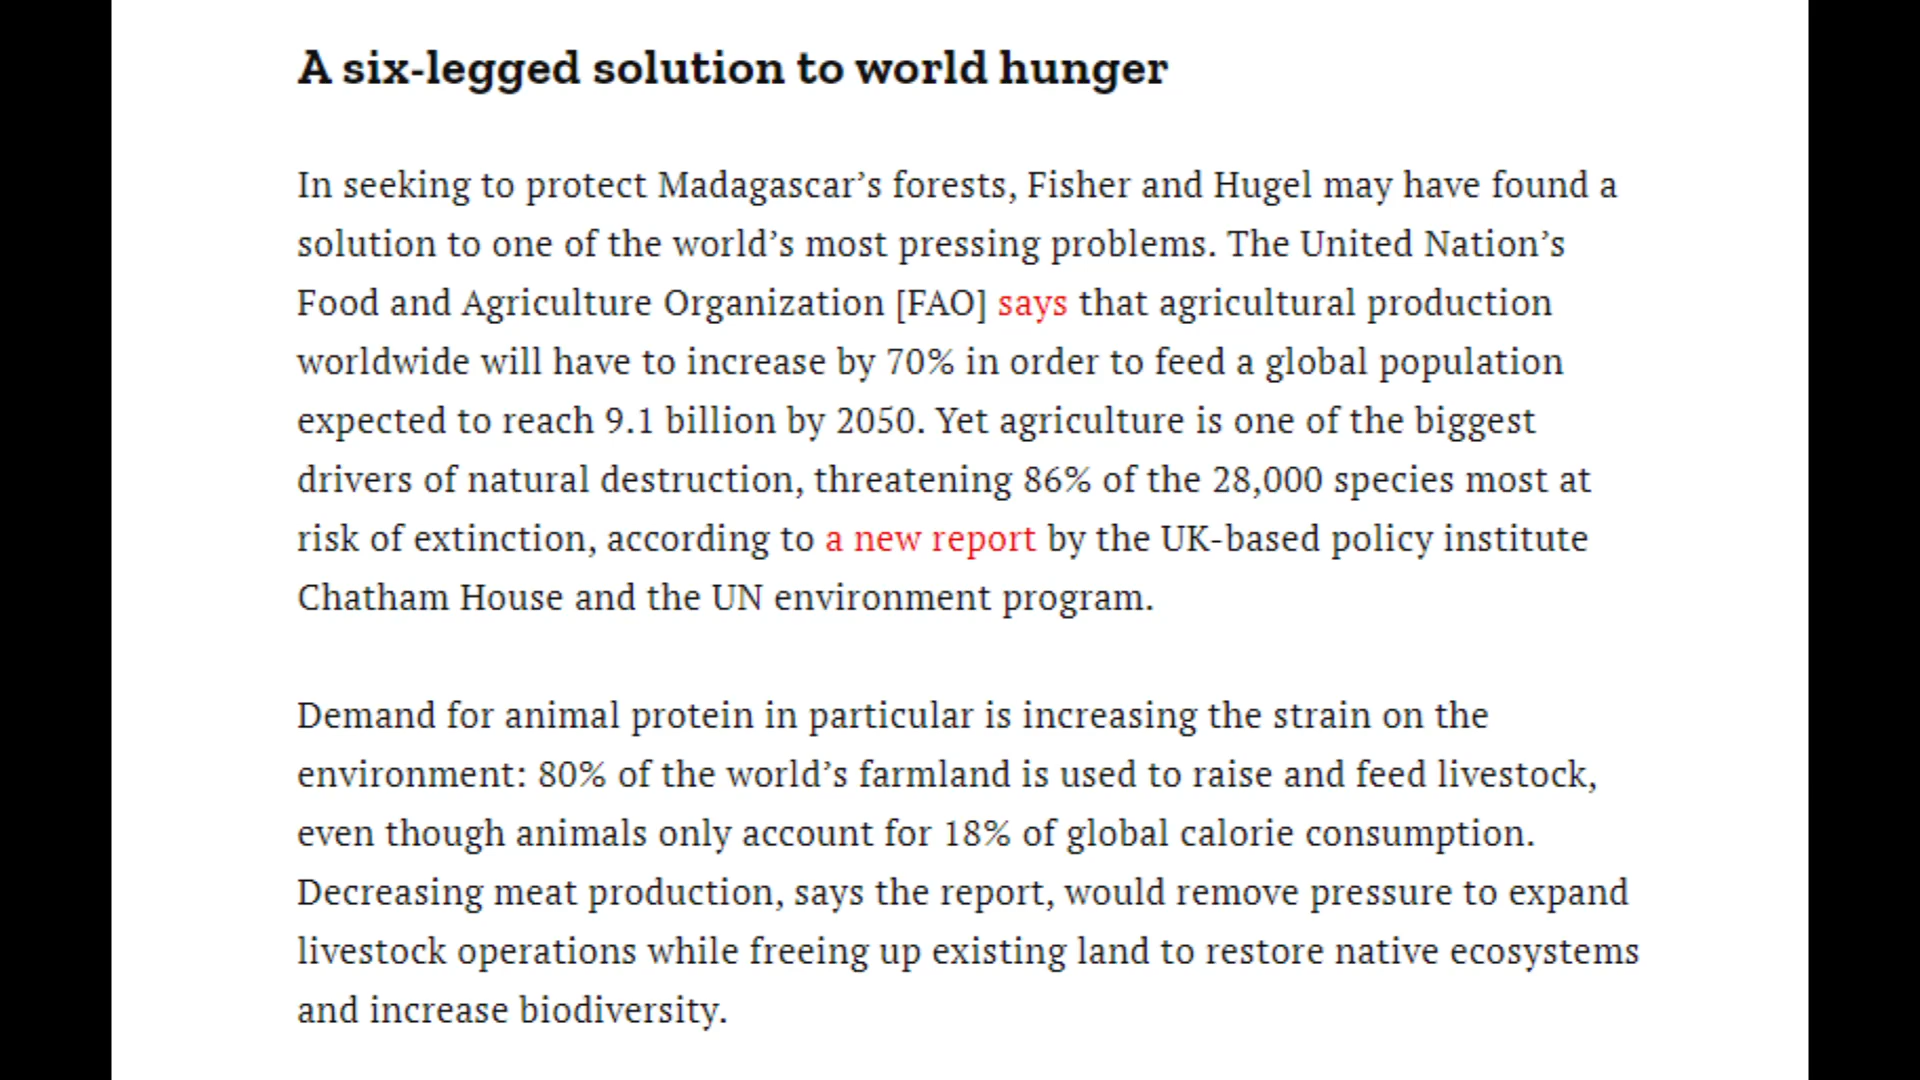 A six-legged solution to world hunger
In seeking to protect Madagascar’s forests, Fisher and Hugel may have found a
solution to one of the world’s most pressing problems. The United Nation’s
Food and Agriculture Organization [FAO] says that agricultural production
worldwide will have to increase by 70% in order to feed a global population
expected to reach 9.1 billion by 2050. Yet agriculture is one of the biggest
drivers of natural destruction, threatening 86% of the 28,000 species most at
risk of extinction, according to a new report by the UK-based policy institute
Chatham House and the UN environment program.
Demand for animal protein in particular is increasing the strain on the
environment: 80% of the world’s farmland is used to raise and feed livestock,
even though animals only account for 18% of global calorie consumption.
Decreasing meat production, says the report, would remove pressure to expand
livestock operations while freeing up existing land to restore native ecosystems
and increase biodiversity.